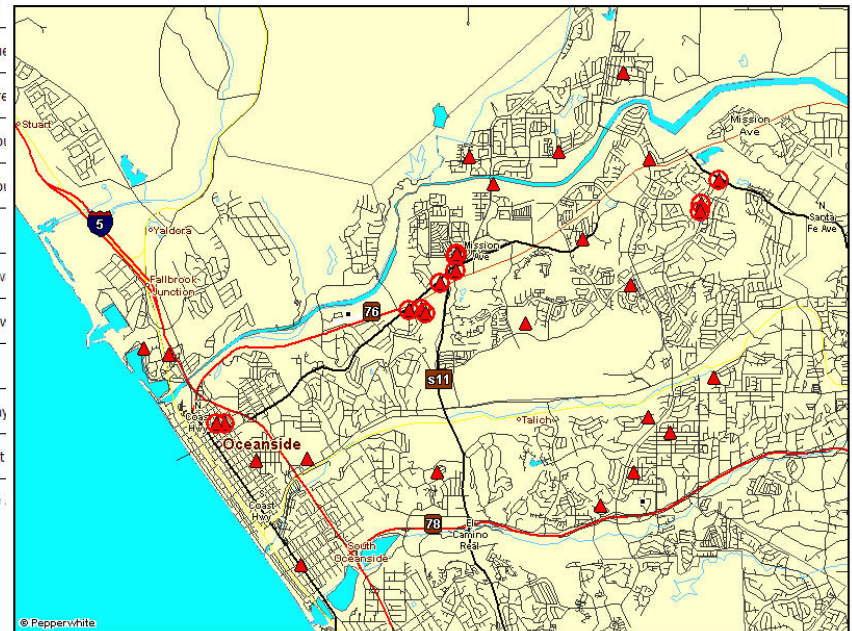 Stuart
5
Yaldora
Fallbrook
Junction
Mission
Ave
N
Santa
Fe Ave
Mission
Ave
76
s11
N
Coast
Hwy
Oceanside
Talich
S
Coast
Hwy
78
El
Camino
Real
South
Oceanside
© Pepperwhite